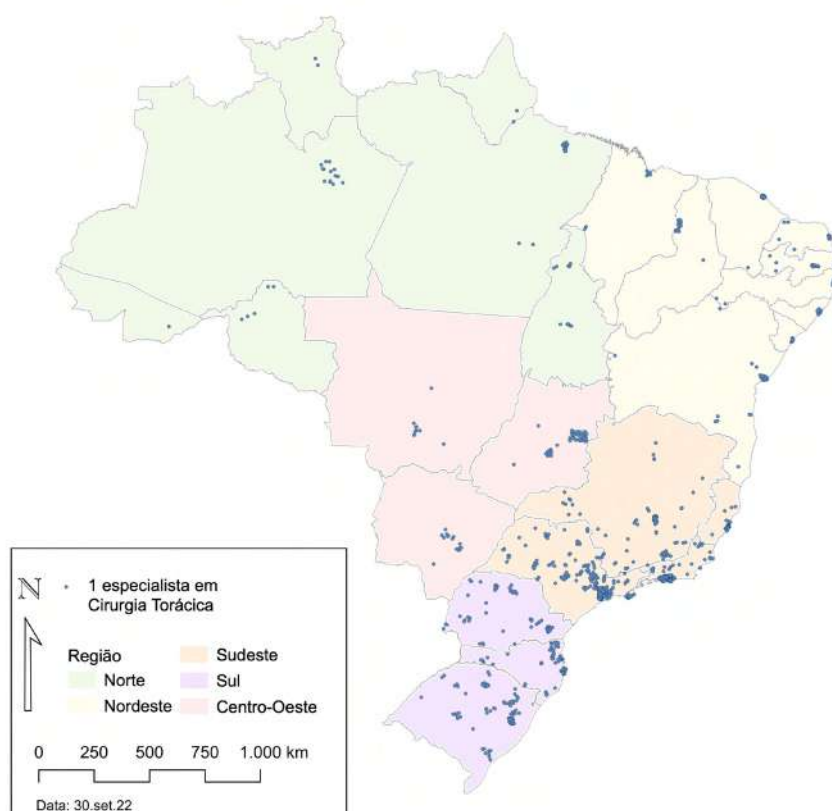 N
1 especialista em
Cirurgia Torácica
Região
Norte
Nordeste
Sudeste
Sul
Centro-Oeste
0 250 500 750 1.000 km
Data: 30.set.22